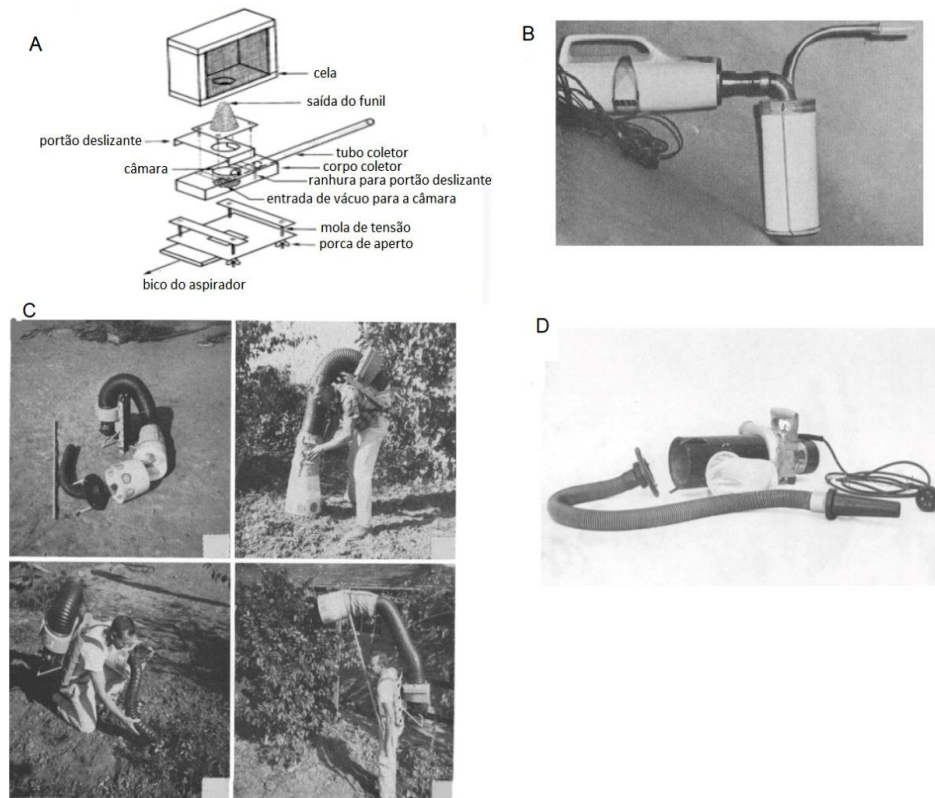 A
cela
saída do funil
portão deslizante
tubo coletor
câmara
corpo coletor
ranhura para portão deslizante
entrada de vácuo para a câmara
mola de tensão
porca de aperto
bico do aspirador
B
C
D